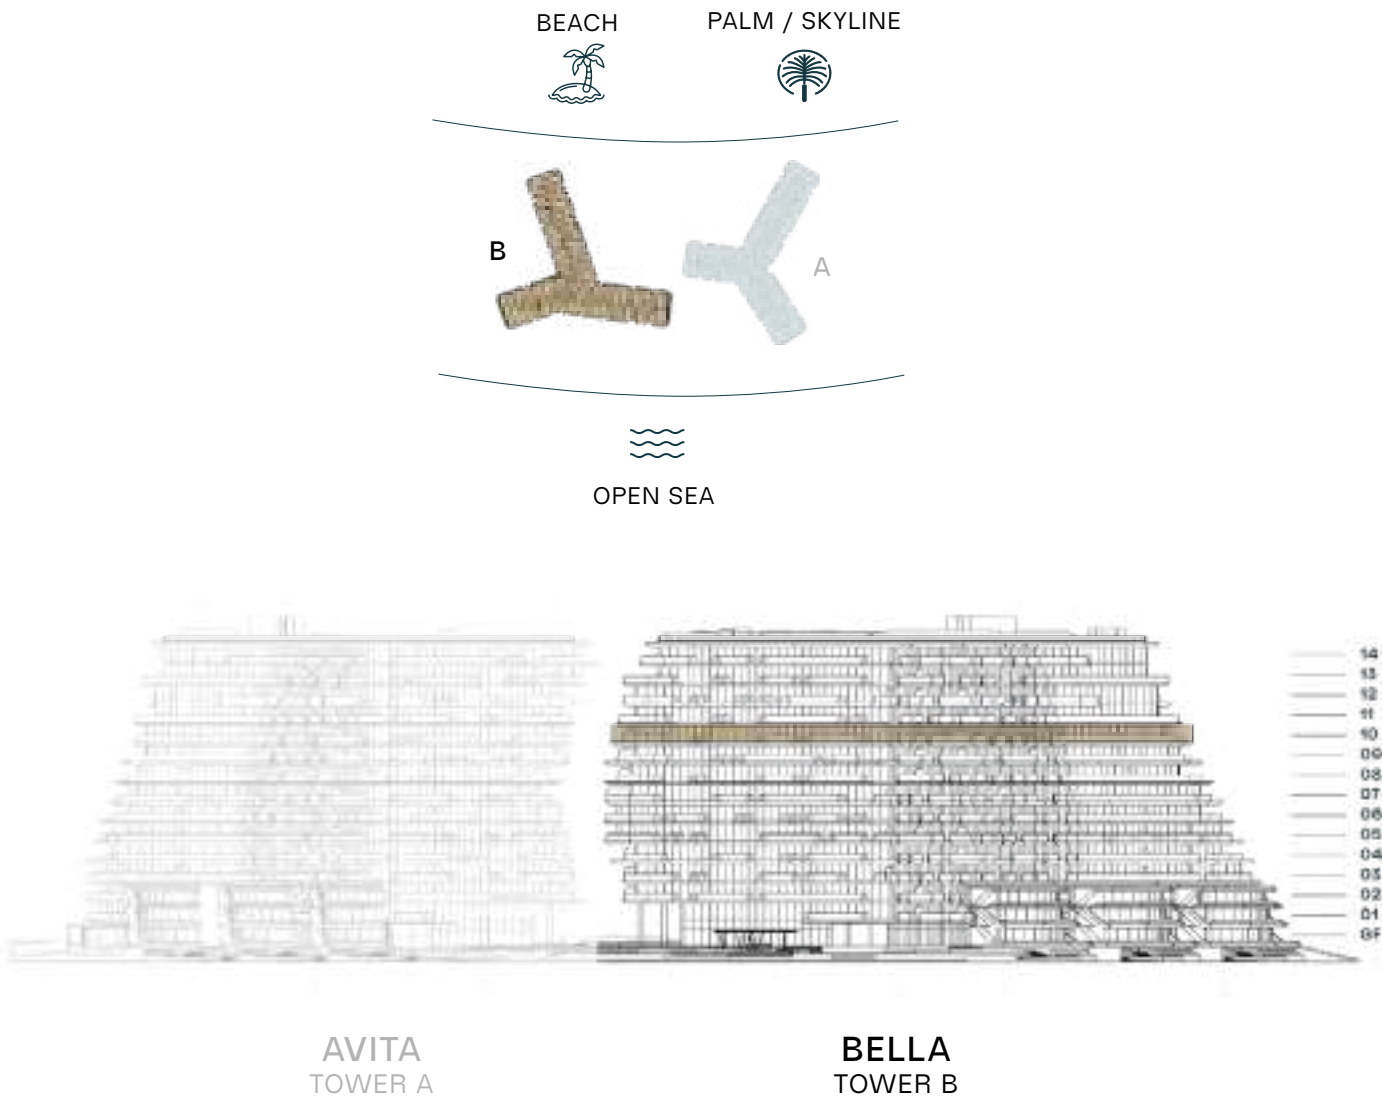 BEACH
PALM / SKYLINE
B
A
OPEN SEA
14
13
12
11
10
09
08
07
06
05
04
03
02
01
GF
AVITA
TOWER A
BELLA
TOWER B